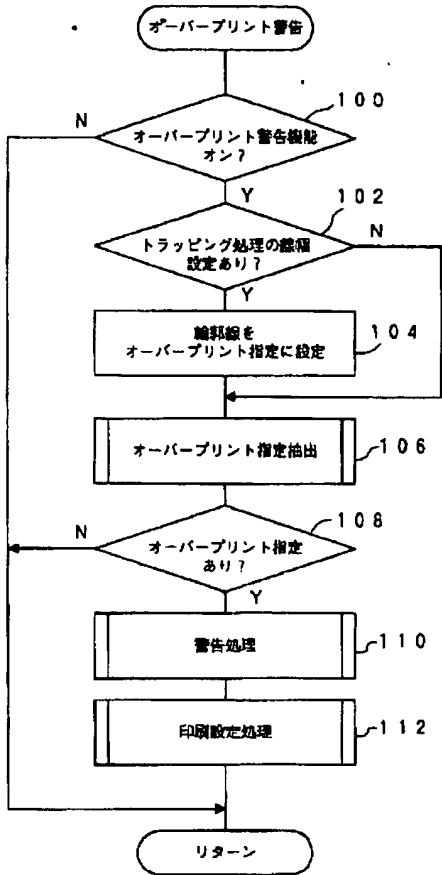 オーバープリント警告
100
N
オーバープリント警告機能
オン?
Y
102
トラッピング処理の線幅
設定あり?
N
Y
輪郭線を
オーバープリント指定に設定
104
オーバープリント指定抽出
106
108
N
オーバープリント指定
あり?
Y
警告処理
110
印刷設定処理
112
リターン